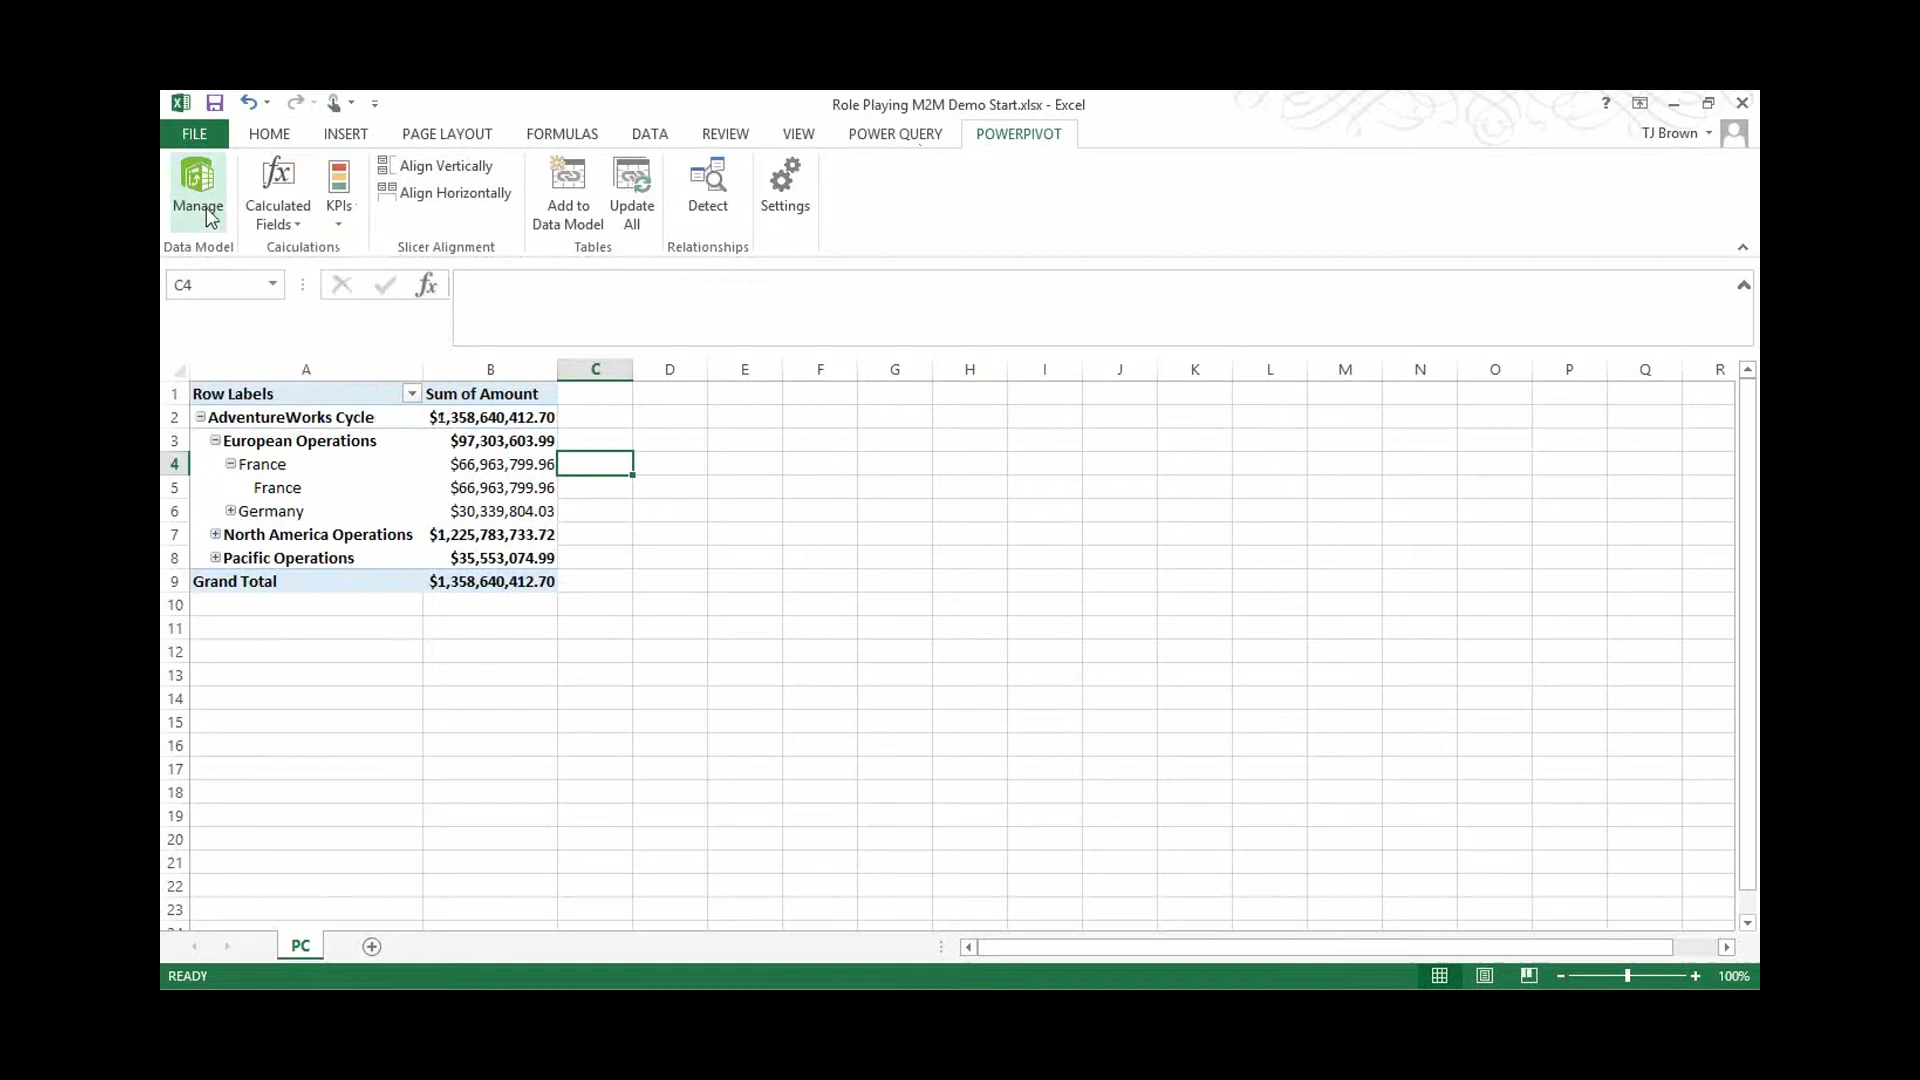 Role Playing M2M Demo Start.xlsx - Excel
?
FILE HOME INSERT PAGE LAYOUT FORMULAS DATA REVIEW VIEW POWER QUERY POWERPIVOT TJ Brown
Manage
Data Model
fx
Calculated
Fields
KPIs
Calculations
Align Vertically
Align Horizontally
Slicer Alignment
Add to
Data Model
Update
All
Tables
Detect
Relationships
Settings
C4 fx
A B C D E F G H I J K L M N O P Q R
1 Row Labels Sum of Amount
2 AdventureWorks Cycle $1,358,640,412.70
3 European Operations $97,303,603.99
4 France $66,963,799.96
5 France $66,963,799.96
6 Germany $30,339,804.03
7 North America Operations $1,225,783,733.72
8 Pacific Operations $35,553,074.99
9 Grand Total $1,358,640,412.70
10
11
12
13
14
15
16
17
18
19
20
21
22
23
PC
READY 100%